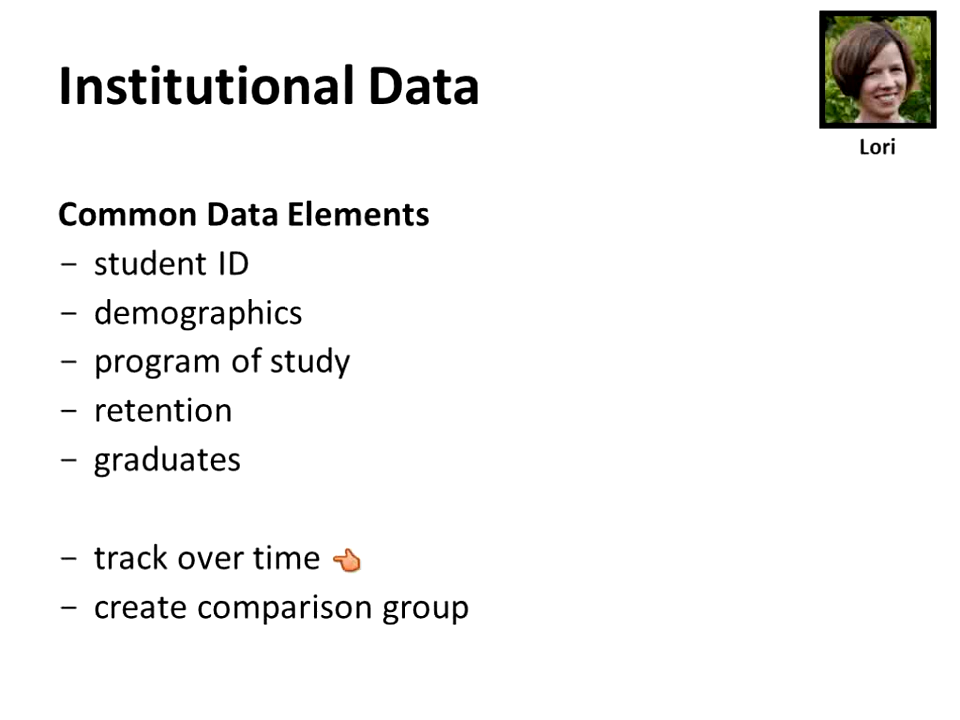 Institutional Data
Lori
Common Data Elements
– student ID
– demographics
– program of study
– retention
– graduates
– track over time 👈
– create comparison group